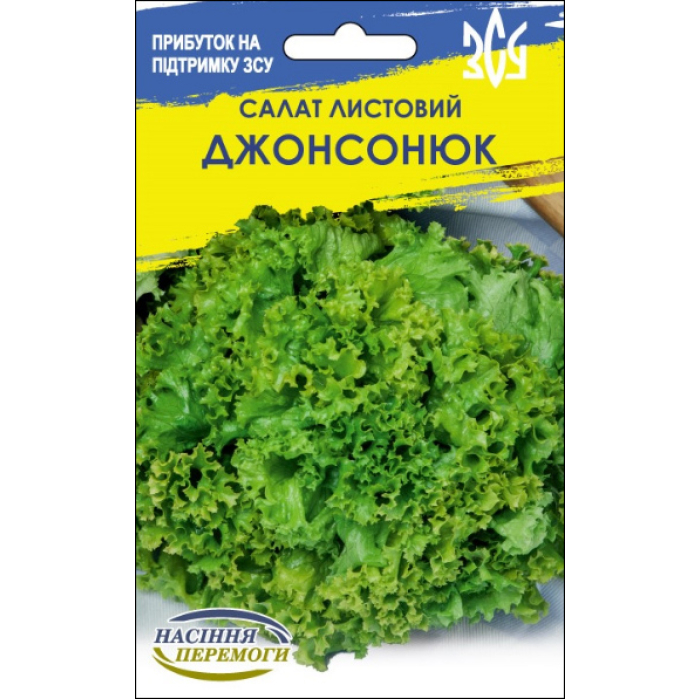 ПРИБУТОК НА
ПІДТРИМКУ ЗСУ
ЗСУ
САЛАТ ЛИСТОВИЙ
ДЖОНСОНЮК
НАСІННЯ
ПЕРЕМОГИ